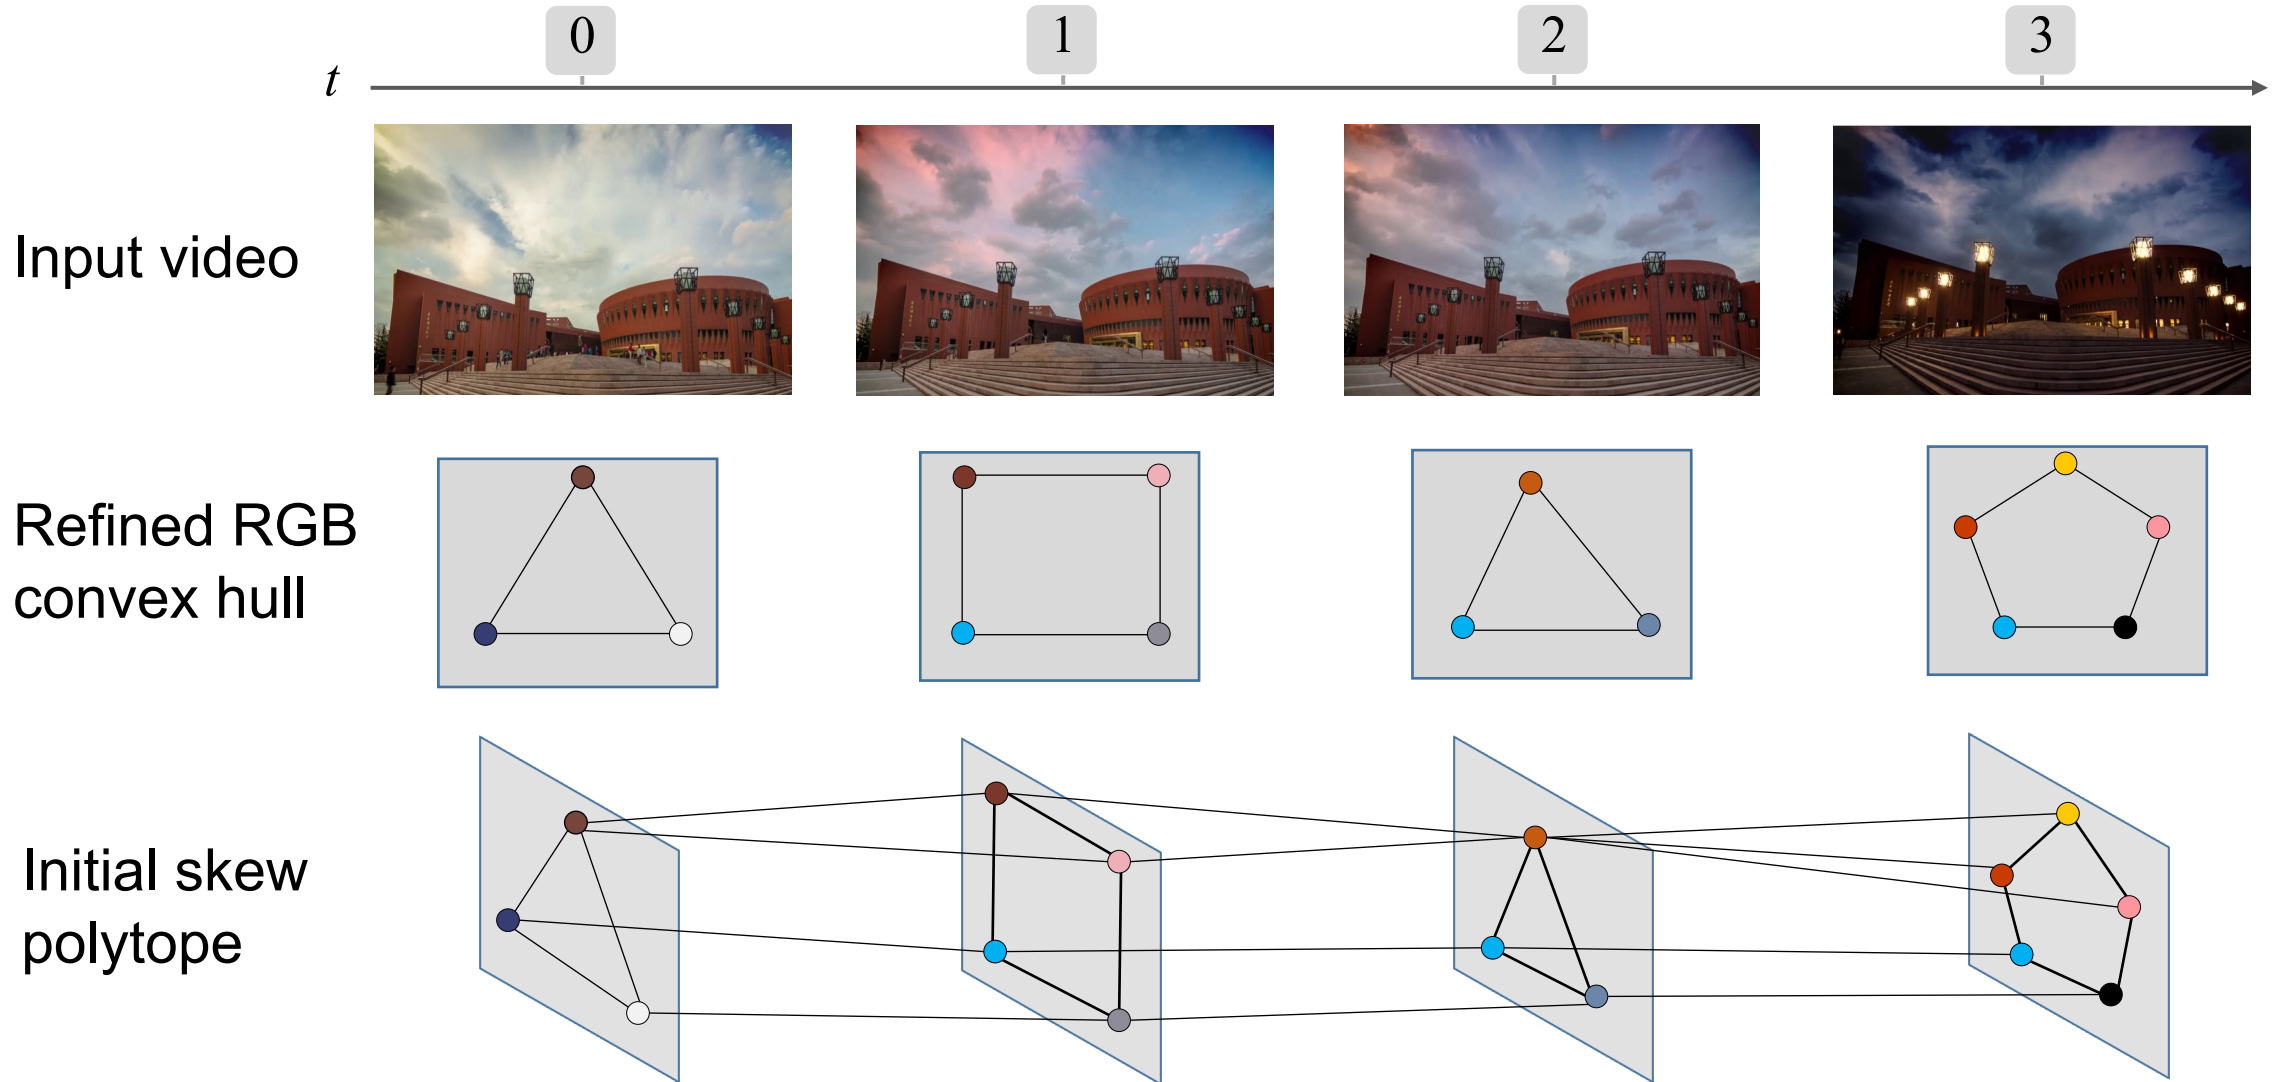 0 1 2 3
t
Input video
Refined RGB
convex hull
Initial skew
polytope